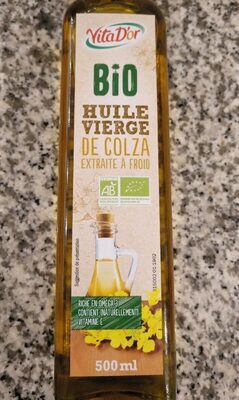 Vita D'or
BIO
HUILE
VIERGE
DE COLZA
EXTRAITE À FROID
AB
Suggestion de présentation
RICHE EN OMÉGA 3
CONTIENT (NATURELLEMENT)
VITAMINE E
500 ml